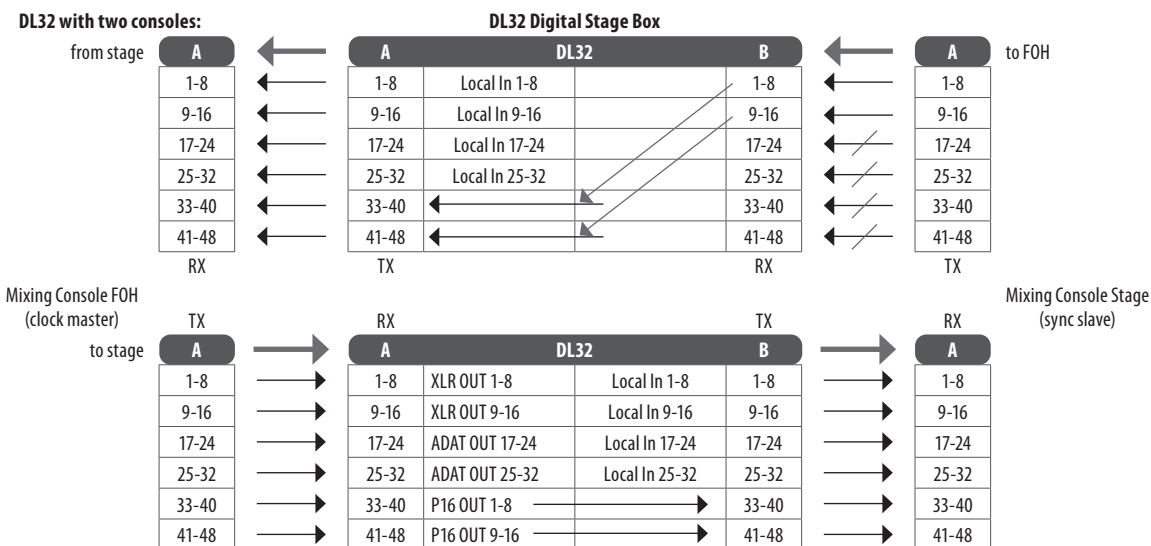 DL32 with two consoles: DL32 Digital Stage Box
from stage A A DL32 B A to FOH
1-8 1-8 Local In 1-8 1-8 1-8
9-16 9-16 Local In 9-16 9-16 9-16
17-24 17-24 Local In 17-24 17-24 17-24
25-32 25-32 Local In 25-32 25-32 25-32
33-40 33-40 33-40 33-40
41-48 41-48 41-48 41-48
RX TX RX TX
Mixing Console FOH Mixing Console Stage
(clock master) TX RX TX RX (sync slave)
to stage A A DL32 B A
1-8 1-8 XLR OUT 1-8 Local In 1-8 1-8 1-8
9-16 9-16 XLR OUT 9-16 Local In 9-16 9-16 9-16
17-24 17-24 ADAT OUT 17-24 Local In 17-24 17-24 17-24
25-32 25-32 ADAT OUT 25-32 Local In 25-32 25-32 25-32
33-40 33-40 P16 OUT 1-8 33-40 33-40
41-48 41-48 P16 OUT 9-16 41-48 41-48